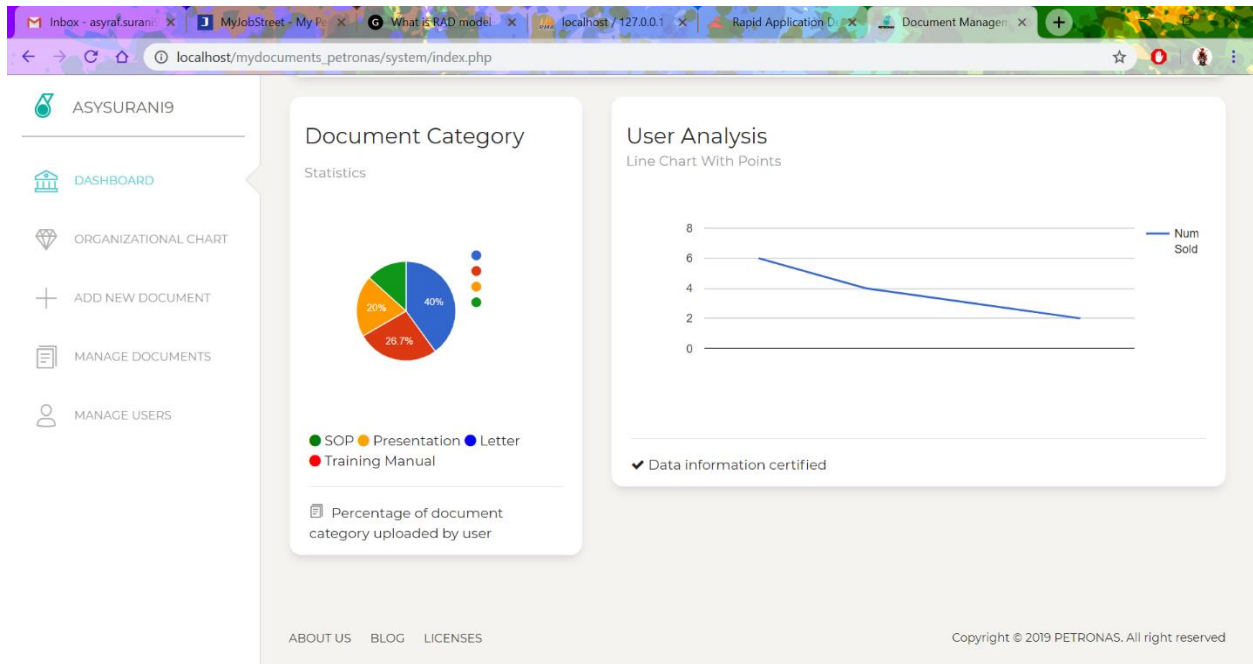 Inbox - asyraf.surani
MyJobStreet - My Pe
What is RAD model
localhost / 127.0.0.1
Rapid Application D
Document Managem
localhost/mydocuments_petronas/system/index.php
ASYSURANI9
DASHBOARD
ORGANIZATIONAL CHART
ADD NEW DOCUMENT
MANAGE DOCUMENTS
MANAGE USERS
Document Category
Statistics
40%
20%
26.7%
SOP Presentation Letter
Training Manual
Percentage of document
category uploaded by user
User Analysis
Line Chart With Points
8
6
4
2
0
Num
Sold
Data information certified
ABOUT US BLOG LICENSES
Copyright © 2019 PETRONAS. All right reserved